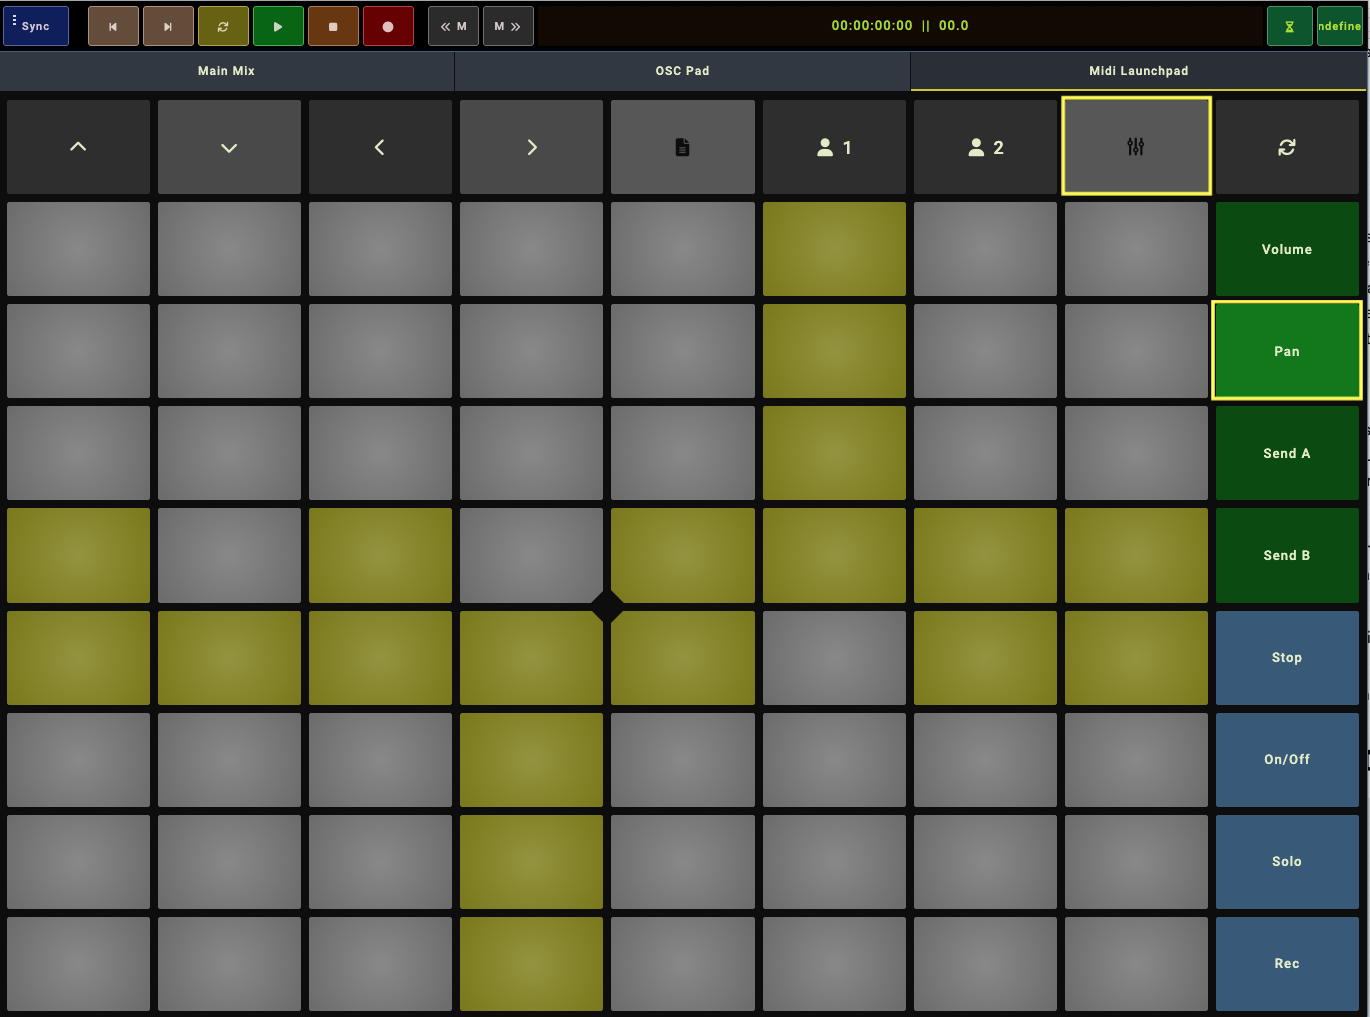 Sync
« M
M »
00:00:00:00 || 00.0
ndefine
Main Mix
OSC Pad
Midi Launchpad
1
2
Volume
Pan
Send A
Send B
Stop
On/Off
Solo
Rec